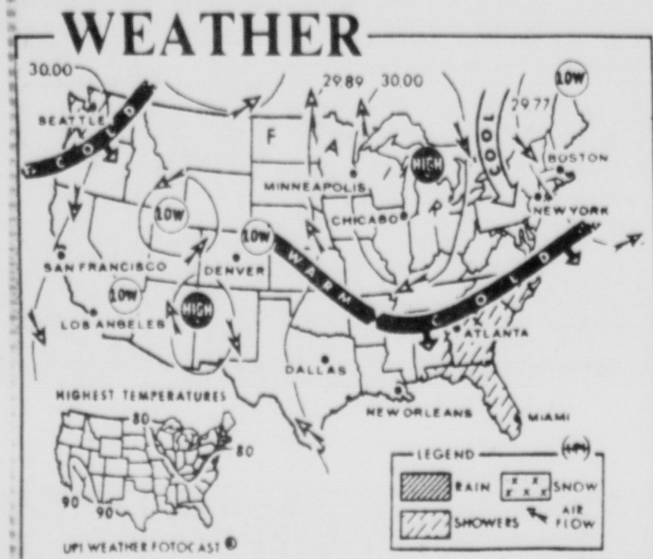 WEATHER
30.00
29.89
30.00
29.77
LOW
SEATTLE
COLD
F
A
I
R
COOL
BOSTON
HIGH
MINNEAPOLIS
NEW YORK
CHICAGO
LOW
LOW
SAN FRANCISCO
DENVER
WARM
COLD
LOW
HIGH
LOS ANGELES
ATLANTA
DALLAS
HIGHEST TEMPERATURES
NEW ORLEANS
MIAMI
80
80
90
90
LEGEND
UPI
RAIN
SNOW
SHOWERS
AIR
FLOW
UPI WEATHER FOTOCAST